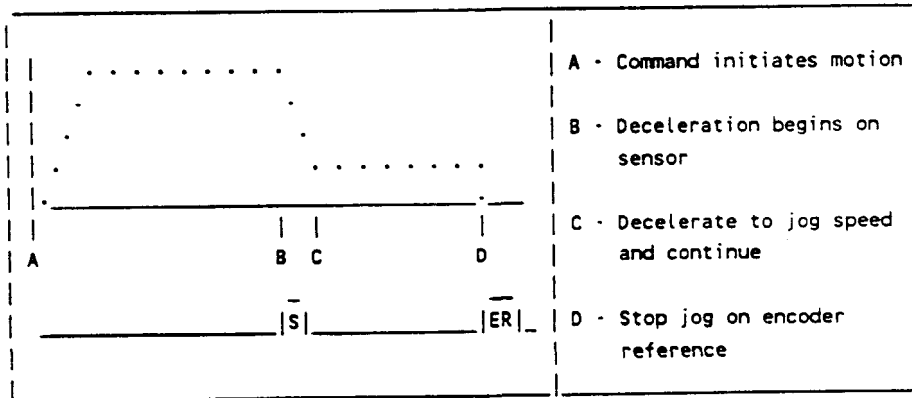 A - Command initiates motion
B - Deceleration begins on
sensor
C - Decelerate to jog speed
and continue
D - Stop jog on encoder
reference
A B C D
S ER